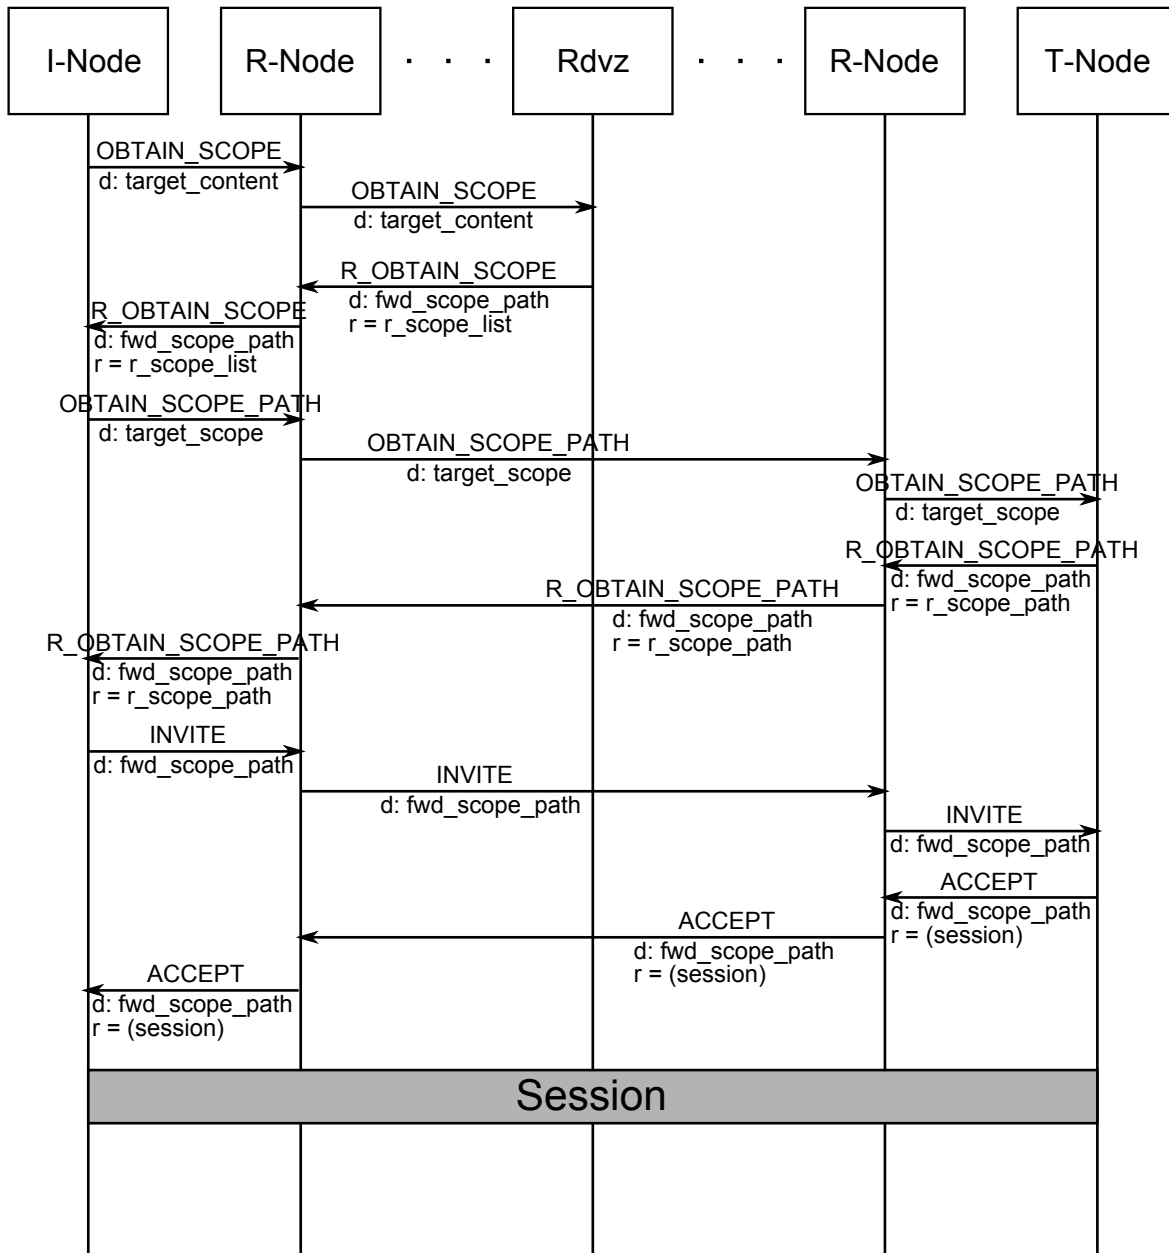 I-Node
R-Node
. . .
Rdvz
. . .
R-Node
T-Node
OBTAIN_SCOPE
d: target_content
OBTAIN_SCOPE
d: target_content
R_OBTAIN_SCOPE
d: fwd_scope_path
r = r_scope_list
R_OBTAIN_SCOPE
d: fwd_scope_path
r = r_scope_list
OBTAIN_SCOPE_PATH
d: target_scope
OBTAIN_SCOPE_PATH
d: target_scope
OBTAIN_SCOPE_PATH
d: target_scope
R_OBTAIN_SCOPE_PATH
d: fwd_scope_path
r = r_scope_path
R_OBTAIN_SCOPE_PATH
d: fwd_scope_path
r = r_scope_path
R_OBTAIN_SCOPE_PATH
d: fwd_scope_path
r = r_scope_path
INVITE
d: fwd_scope_path
INVITE
d: fwd_scope_path
INVITE
d: fwd_scope_path
ACCEPT
d: fwd_scope_path
r = (session)
ACCEPT
d: fwd_scope_path
r = (session)
ACCEPT
d: fwd_scope_path
r = (session)
Session